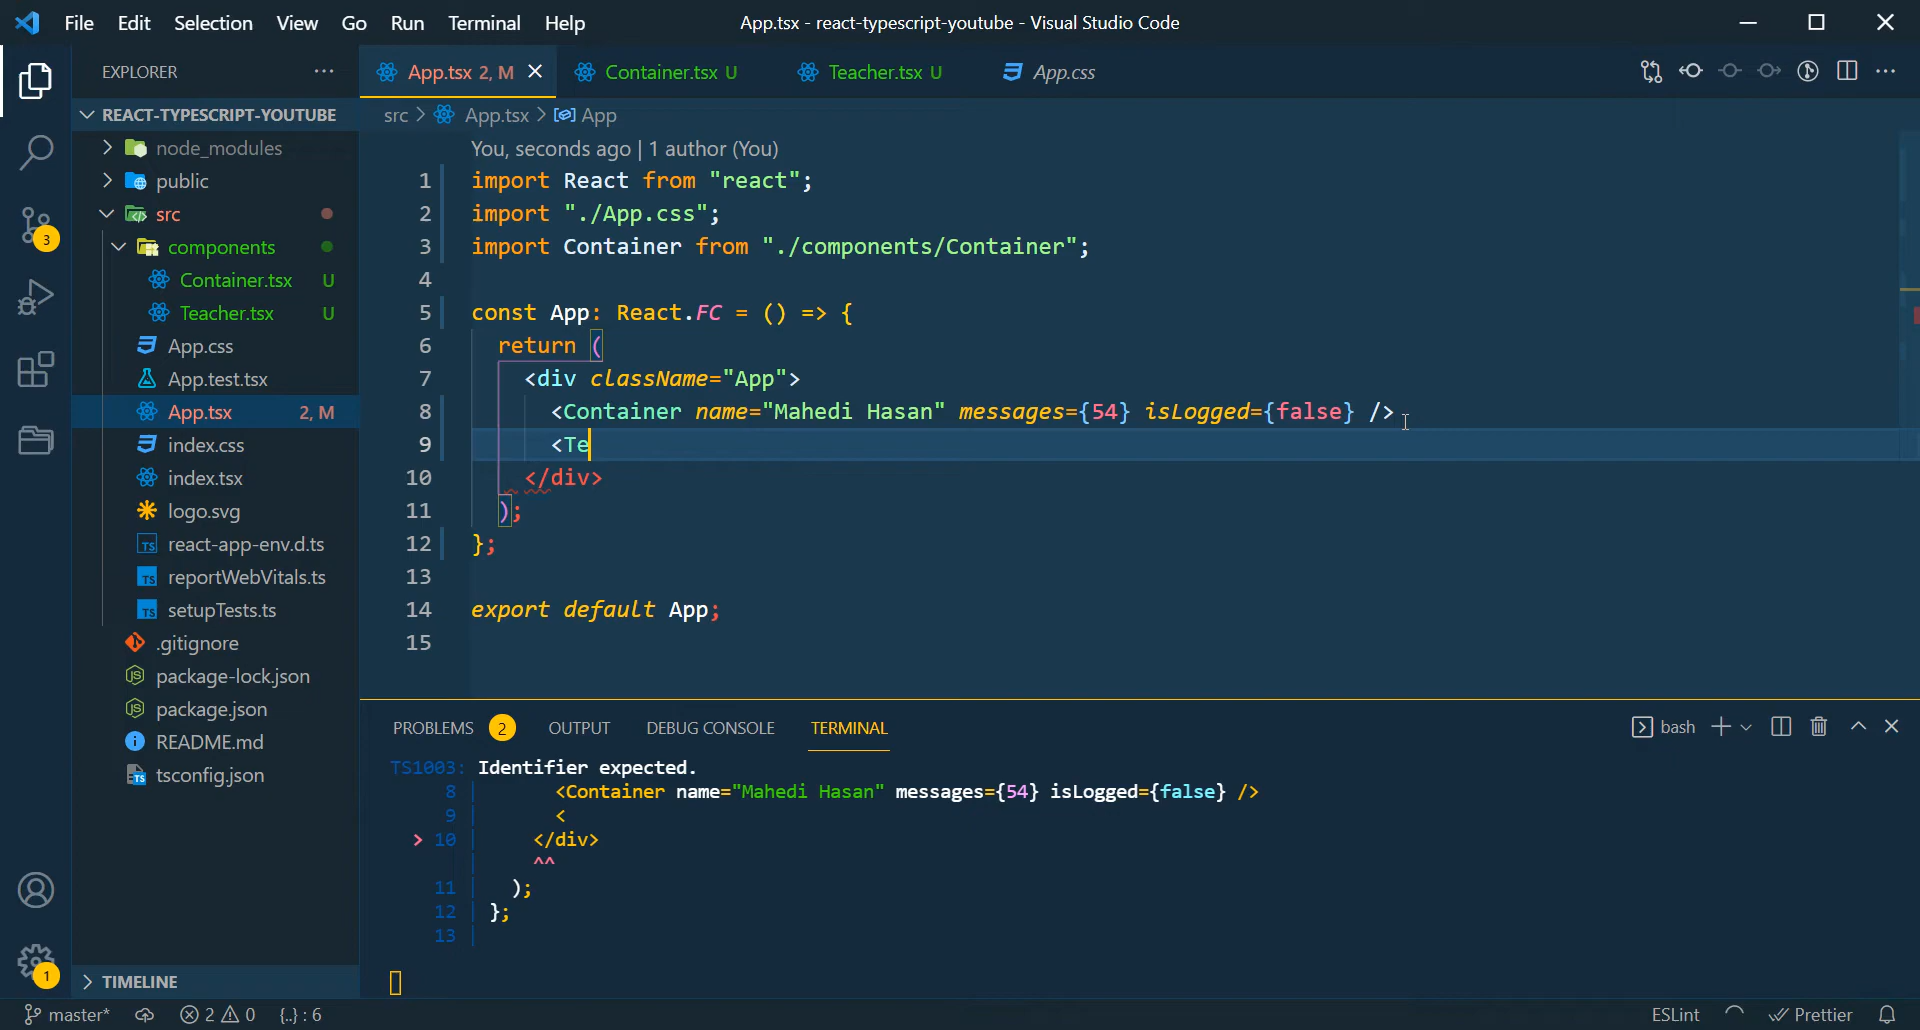 File Edit Selection View Go Run Terminal Help
App.tsx - react-typescript-youtube - Visual Studio Code
EXPLORER
REACT-TYPESCRIPT-YOUTUBE
node_modules
public
src
components
Container.tsx U
Teacher.tsx U
App.css
App.test.tsx
App.tsx 2, M
index.css
index.tsx
logo.svg
TS react-app-env.d.ts
TS reportWebVitals.ts
TS setupTests.ts
.gitignore
package-lock.json
package.json
README.md
TS tsconfig.json
TIMELINE
3
1
App.tsx 2, M
Container.tsx U
Teacher.tsx U
App.css
src > App.tsx > App
You, seconds ago | 1 author (You)
1 import React from "react";
2 import "./App.css";
3 import Container from "./components/Container";
4
5 const App: React.FC = () => {
6 return (
7 <div className="App">
8 <Container name="Mahedi Hasan" messages={54} isLogged={false} />
9 <Te
10 </div>
11 );
12 };
13
14 export default App;
15
PROBLEMS 2 OUTPUT DEBUG CONSOLE TERMINAL
bash
TS1003: Identifier expected.
8 | <Container name="Mahedi Hasan" messages={54} isLogged={false} />
9 | <
> 10 | </div>
| ^^
11 | );
12 | };
13 |
master* 2 0 {..} : 6
ESLint Prettier